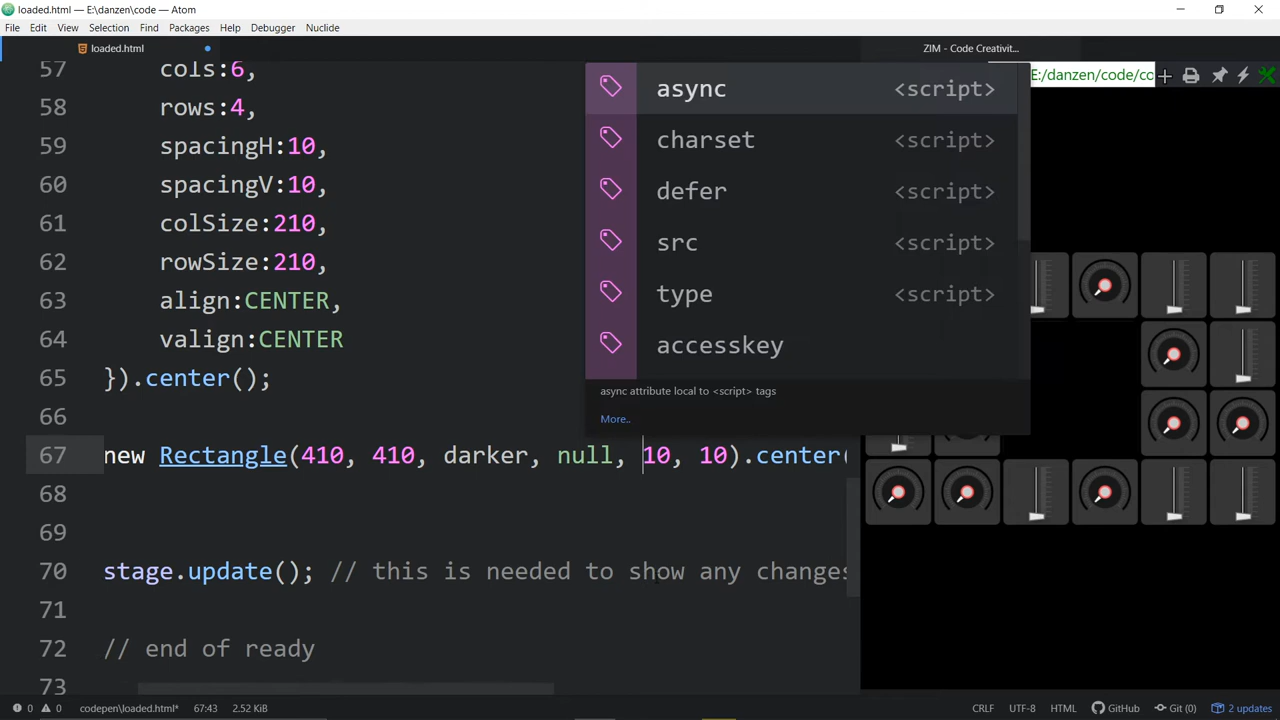 loaded.html — E:\danzen\code — Atom
File Edit View Selection Find Packages Help Debugger Nuclide
loaded.html
ZIM - Code Creativit...
E:/danzen/code/co
57 cols:6,
58 rows:4,
59 spacingH:10,
60 spacingV:10,
61 colSize:210,
62 rowSize:210,
63 align:CENTER,
64 valign:CENTER
65 }).center();
66
67 new Rectangle(410, 410, darker, null, 10, 10).center(
68
69
70 stage.update(); // this is needed to show any changes
71
72 // end of ready
73
async <script>
charset <script>
defer <script>
src <script>
type <script>
accesskey
async attribute local to <script> tags
More..
0 0 codepen\loaded.html* 67:43 2.52 KiB CRLF UTF-8 HTML GitHub Git (0) 2 updates